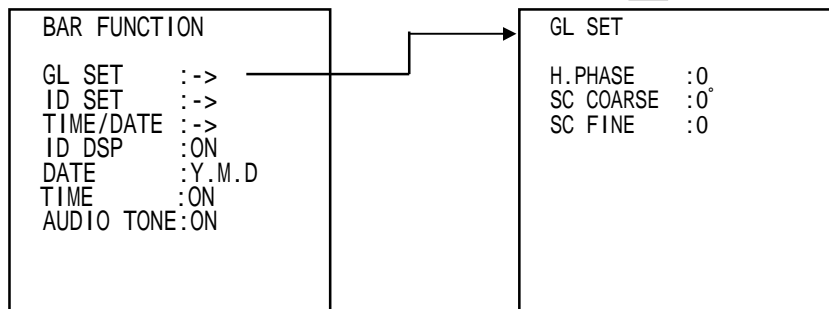 BAR FUNCTION
GL SET :->
ID SET :->
TIME/DATE :->
ID DSP :ON
DATE :Y.M.D
TIME :ON
AUDIO TONE:ON
GL SET
H.PHASE :0
SC COARSE :0°
SC FINE :0